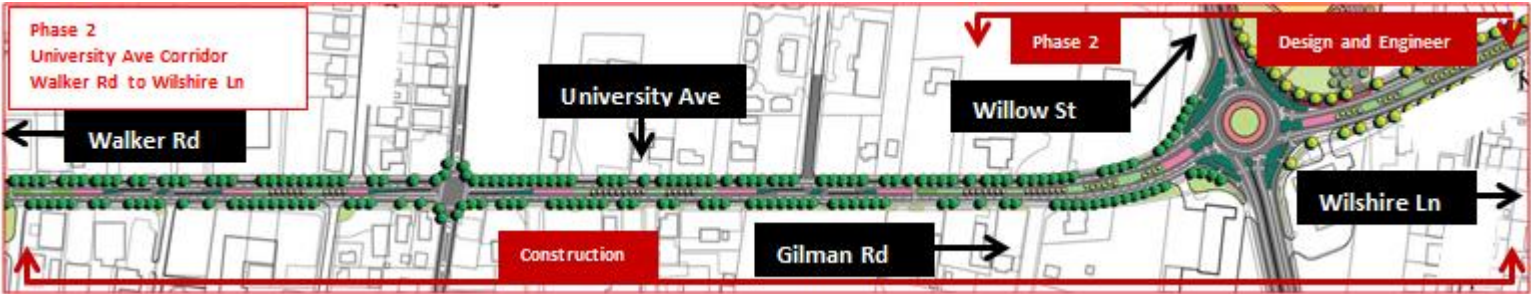 Phase 2
University Ave Corridor
Walker Rd to Wilshire Ln
Phase 2
Design and Engineer
University Ave
Willow St
Walker Rd
Wilshire Ln
Construction
Gilman Rd